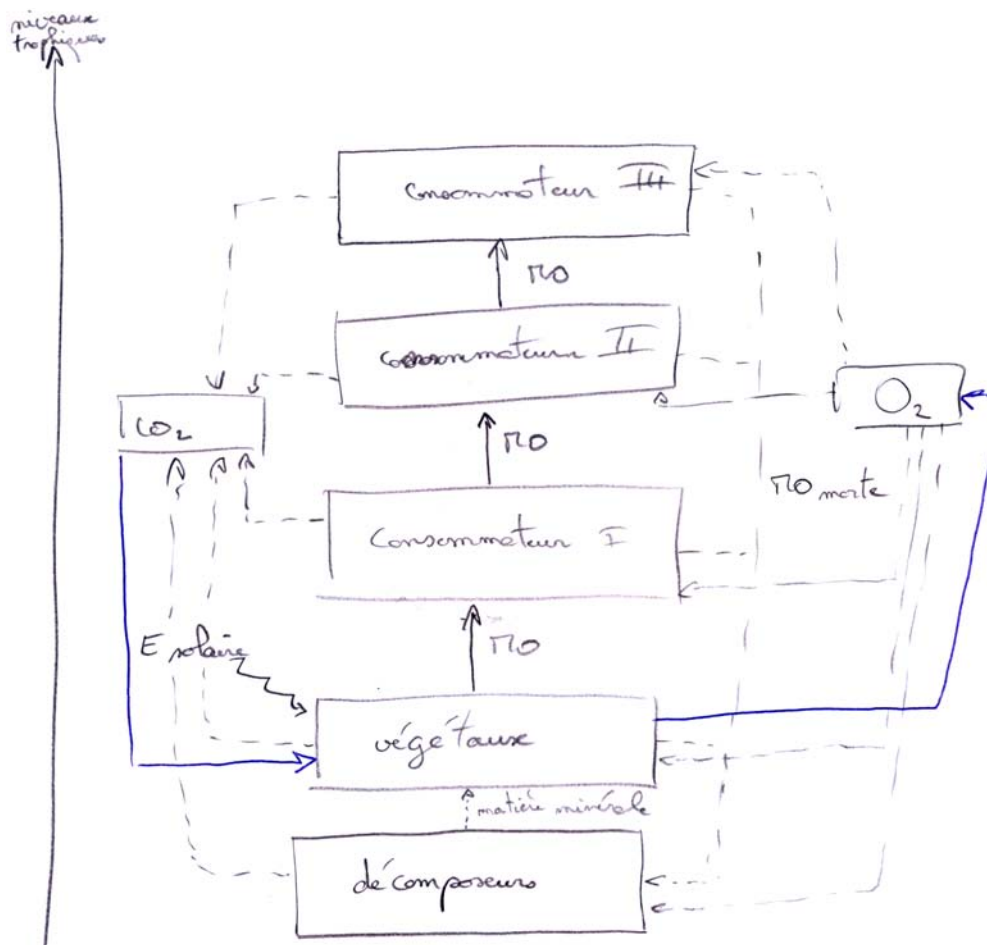 niveaux
trophiques
consommateur III
MO
consommateur II
O₂
CO₂
MO
MO morte
Consommateur I
MO
E solaire
végétaux
matière minérale
décomposeurs